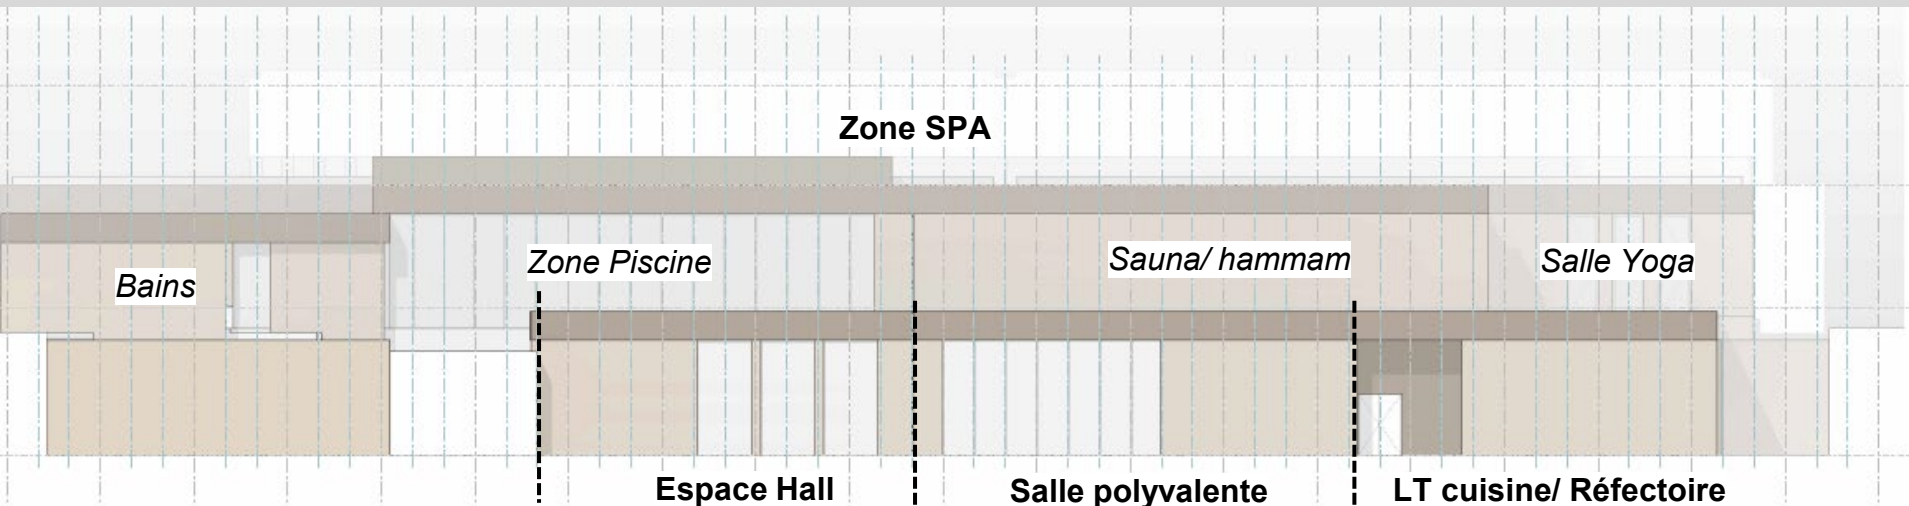 Zone SPA
Bains
Zone Piscine
Sauna/ hammam
Salle Yoga
Espace Hall
Salle polyvalente
LT cuisine/ Réfectoire